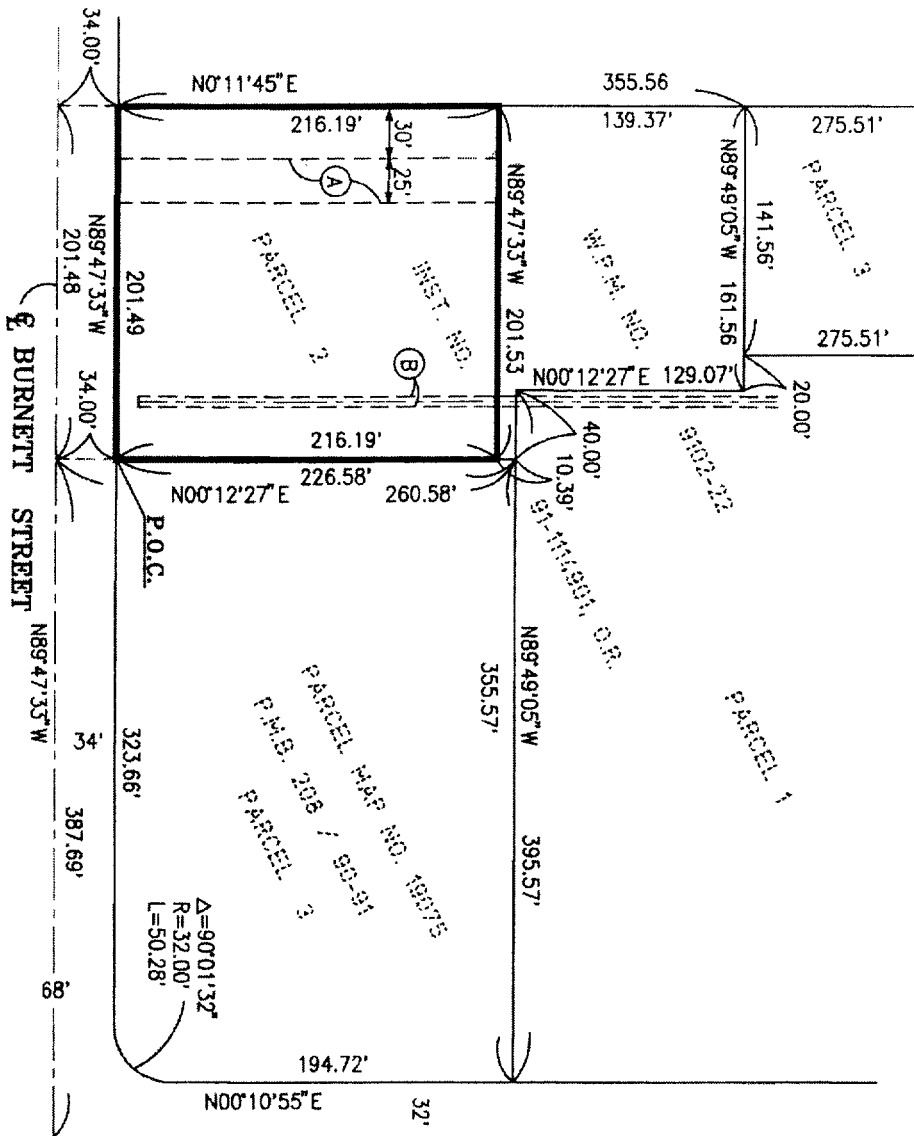 34.00'
N0°11'45"E
216.19'
355.56
139.37'
275.51'
30'
25'
A
N89°47'33"W 201.53
N89°49'05"W 161.56
141.56'
PARCEL 3
275.51'
20.00'
W.P.M. NO.
9102-22
INST. NO.
91-1114901, O.R.
PARCEL 2
PARCEL 1
B
N00°12'27"E 129.07'
40.00'
10.39'
216.19'
226.58'
260.58'
N00°12'27"E
P.O.C.
201.49
N89°47'33"W
201.48
34.00'
BURNETT STREET
N89°47'33"W
34'
387.69'
68'
323.66'
N89°49'05"W
355.57'
395.57'
PARCEL MAP NO. 19075
P.M.B. 208 / 90-91
PARCEL 3
Δ=90°01'32"
R=32.00'
L=50.28'
194.72'
N00°10'55"E
32'